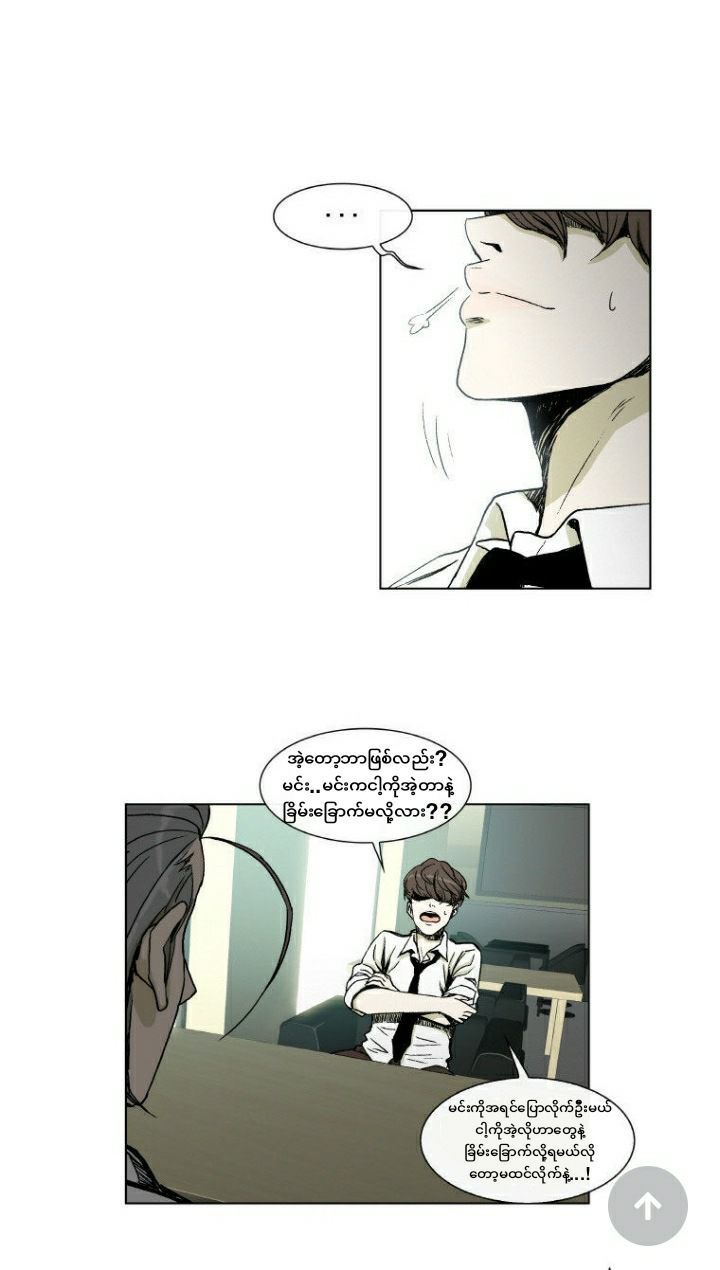 ...
အဲ့တော့ဘာဖြစ်လည်း?
မင်း..မင်းကငါ့ကိုအဲ့တာနဲ့
ခြိမ်းခြောက်မလို့လား??
မင်းကိုအရင်ပြောလိုက်ဦးမယ်
ငါ့ကိုအဲ့လိုဟာတွေနဲ့
ခြိမ်းခြောက်လို့ရမယ်လို
တော့မထင်လိုက်နဲ့...!